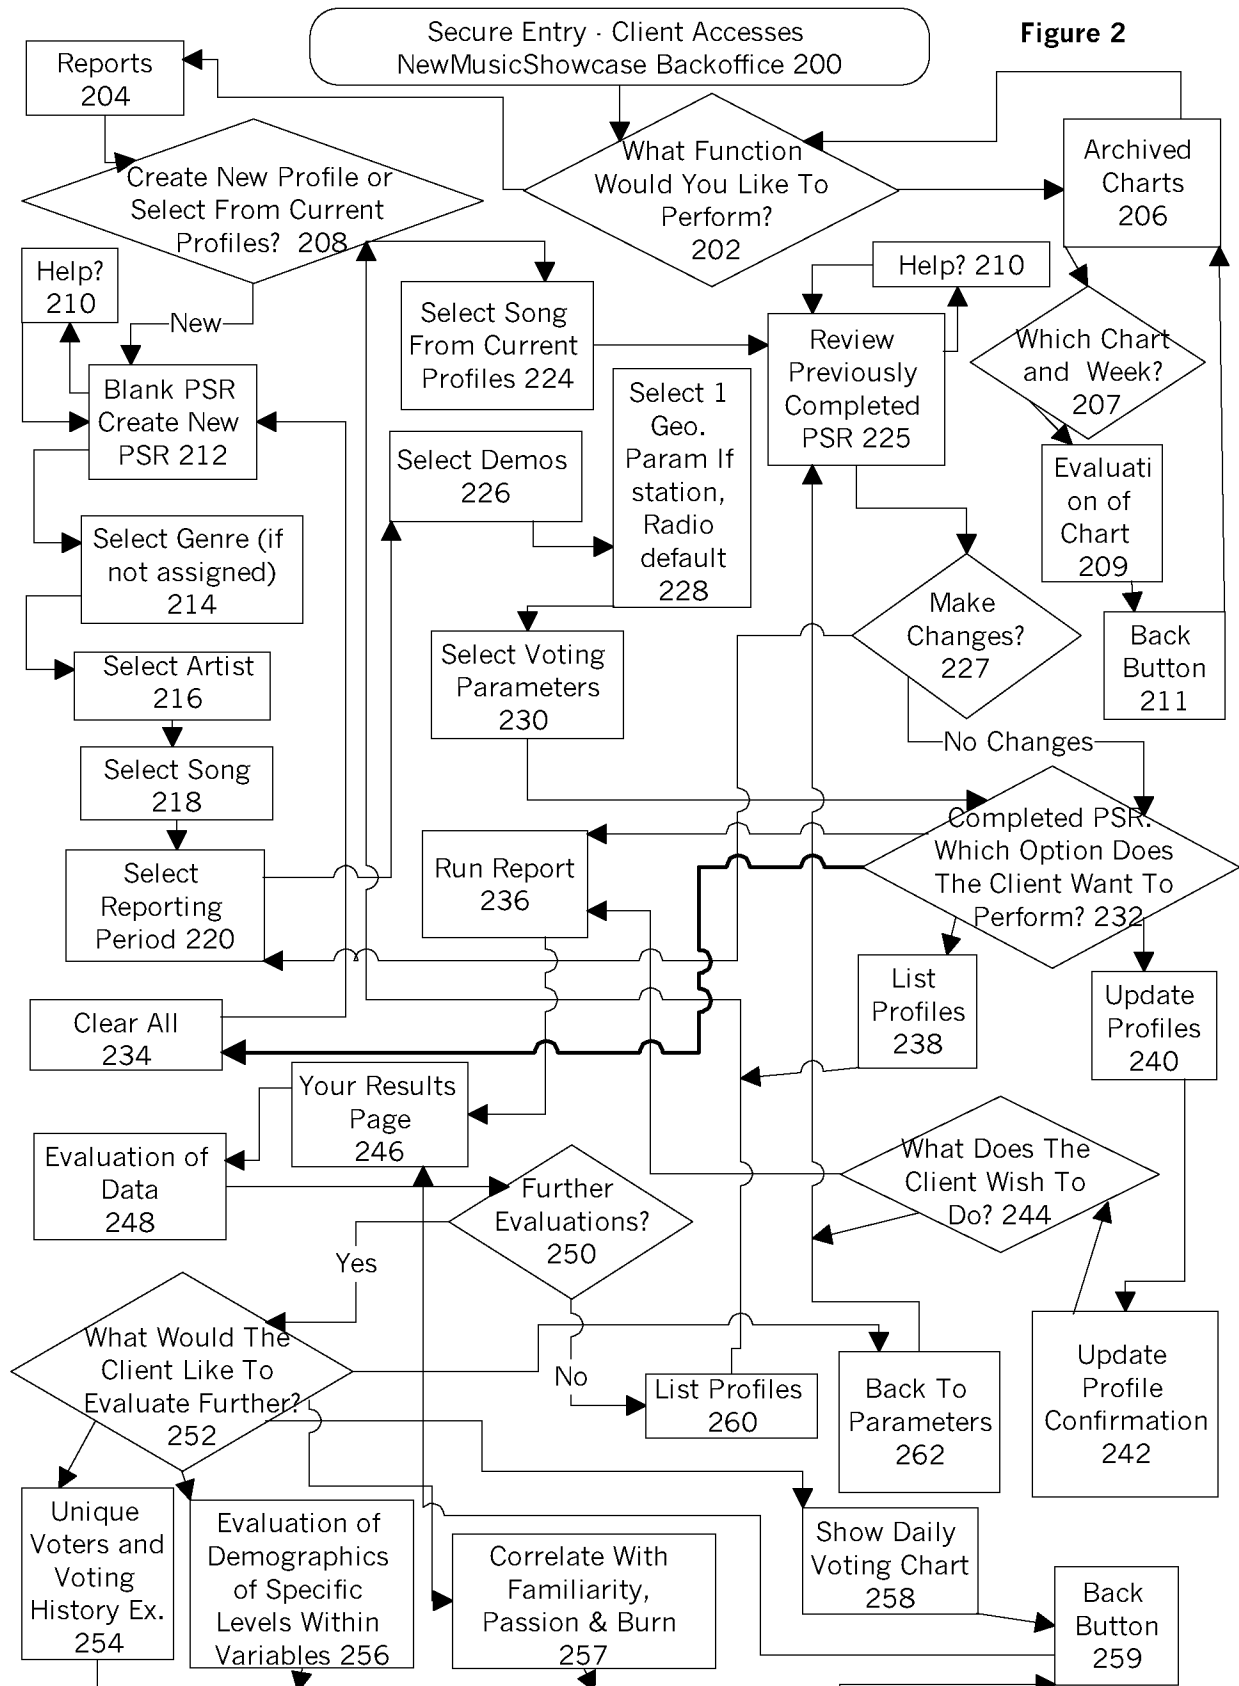 Figure 2
Secure Entry - Client Accesses
NewMusicShowcase Backoffice 200
Reports
204
What Function
Would You Like To
Perform?
202
Archived
Charts
206
Create New Profile or
Select From Current
Profiles? 208
Help?
210
New
Select Song
From Current
Profiles 224
Help? 210
Review
Previously
Completed
PSR 225
Which Chart
and Week?
207
Blank PSR
Create New
PSR 212
Select Demos
226
Select 1
Geo.
Param If
station,
Radio
default
228
Evaluati
on of
Chart
209
Select Genre (if
not assigned)
214
Make
Changes?
227
Back
Button
211
Select Artist
216
Select Voting
Parameters
230
No Changes
Select Song
218
Select
Reporting
Period 220
Run Report
236
Completed PSR.
Which Option Does
The Client Want To
Perform? 232
List
Profiles
238
Update
Profiles
240
Clear All
234
Your Results
Page
246
Evaluation of
Data
248
Further
Evaluations?
250
What Does The
Client Wish To
Do? 244
Yes
What Would The
Client Like To
Evaluate Further?
252
No
List Profiles
260
Back To
Parameters
262
Update
Profile
Confirmation
242
Unique
Voters and
Voting
History Ex.
254
Evaluation of
Demographics
of Specific
Levels Within
Variables 256
Correlate With
Familiarity,
Passion & Burn
257
Show Daily
Voting Chart
258
Back
Button
259